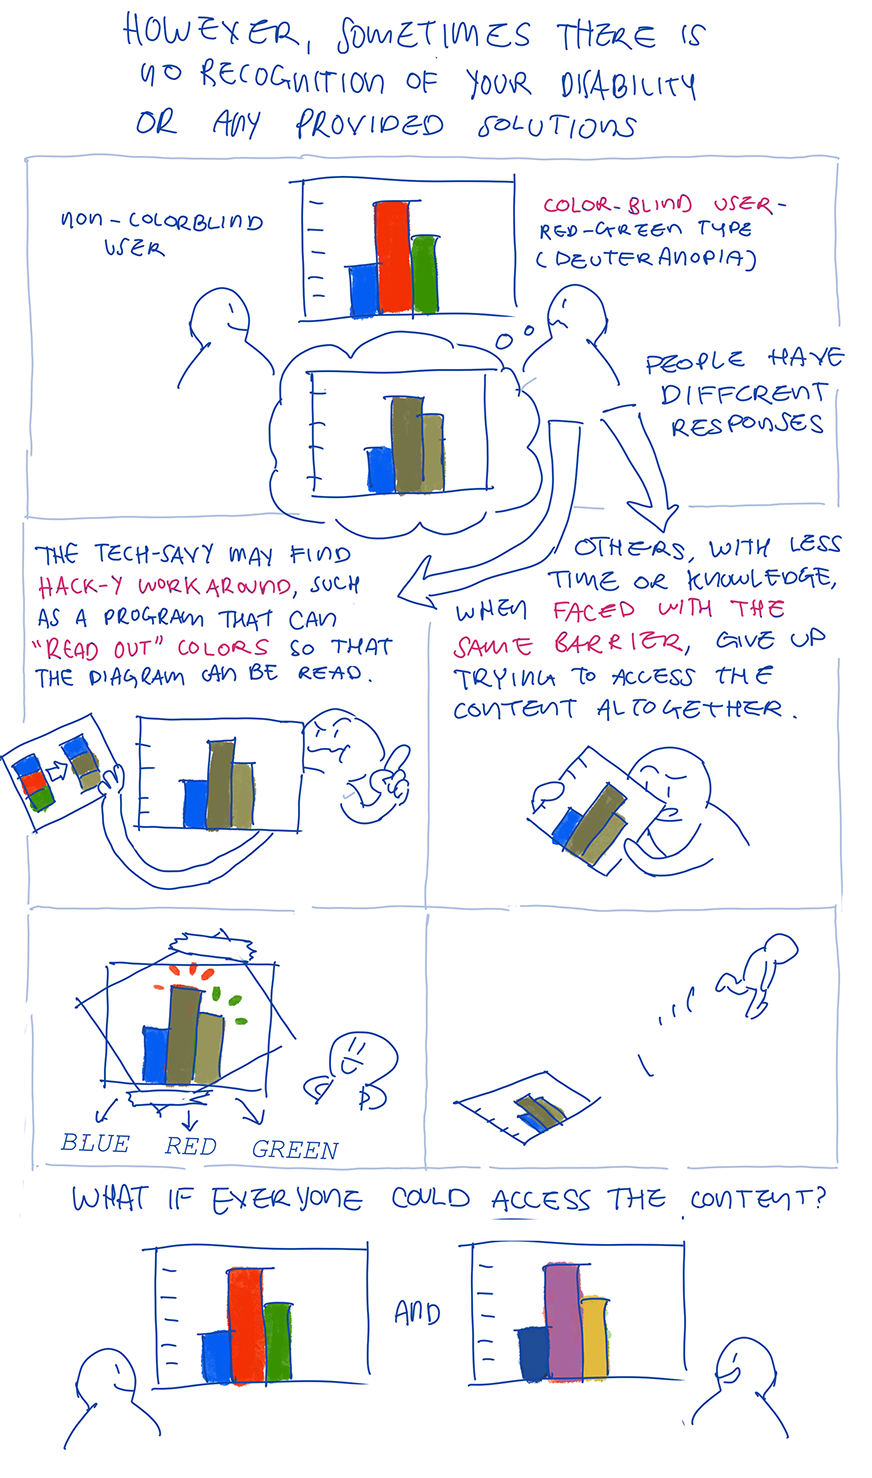 HOWEVER, SOMETIMES THERE IS
NO RECOGNITION OF YOUR DISABILITY
OR ANY PROVIDED SOLUTIONS
NON-COLORBLIND
USER
COLOR-BLIND USER-
RED-GREEN TYPE
(DEUTERANOPIA)
PEOPLE HAVE
DIFFERENT
RESPONSES
THE TECH-SAVY MAY FIND
HACK-Y WORKAROUND, SUCH
AS A PROGRAM THAT CAN
"READ OUT" COLORS SO THAT
THE DIAGRAM CAN BE READ.
OTHERS, WITH LESS
TIME OR KNOWLEDGE,
WHEN FACED WITH THE
SAME BARRIER, GIVE UP
TRYING TO ACCESS THE
CONTENT ALTOGETHER.
BLUE RED GREEN
WHAT IF EVERYONE COULD ACCESS THE CONTENT?
AND